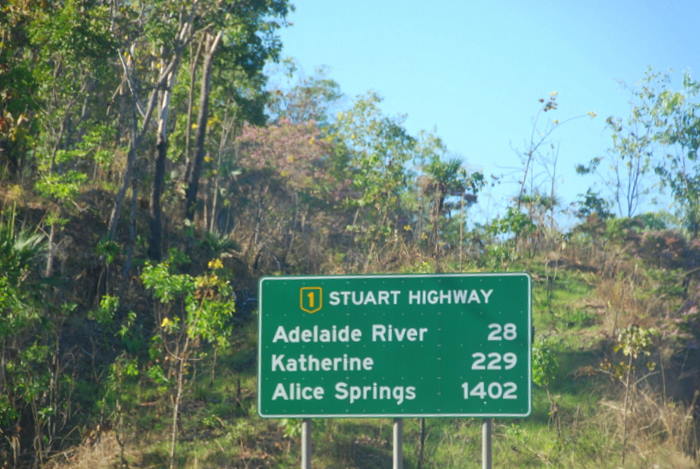 1 STUART HIGHWAY
Adelaide River 28
Katherine 229
Alice Springs 1402